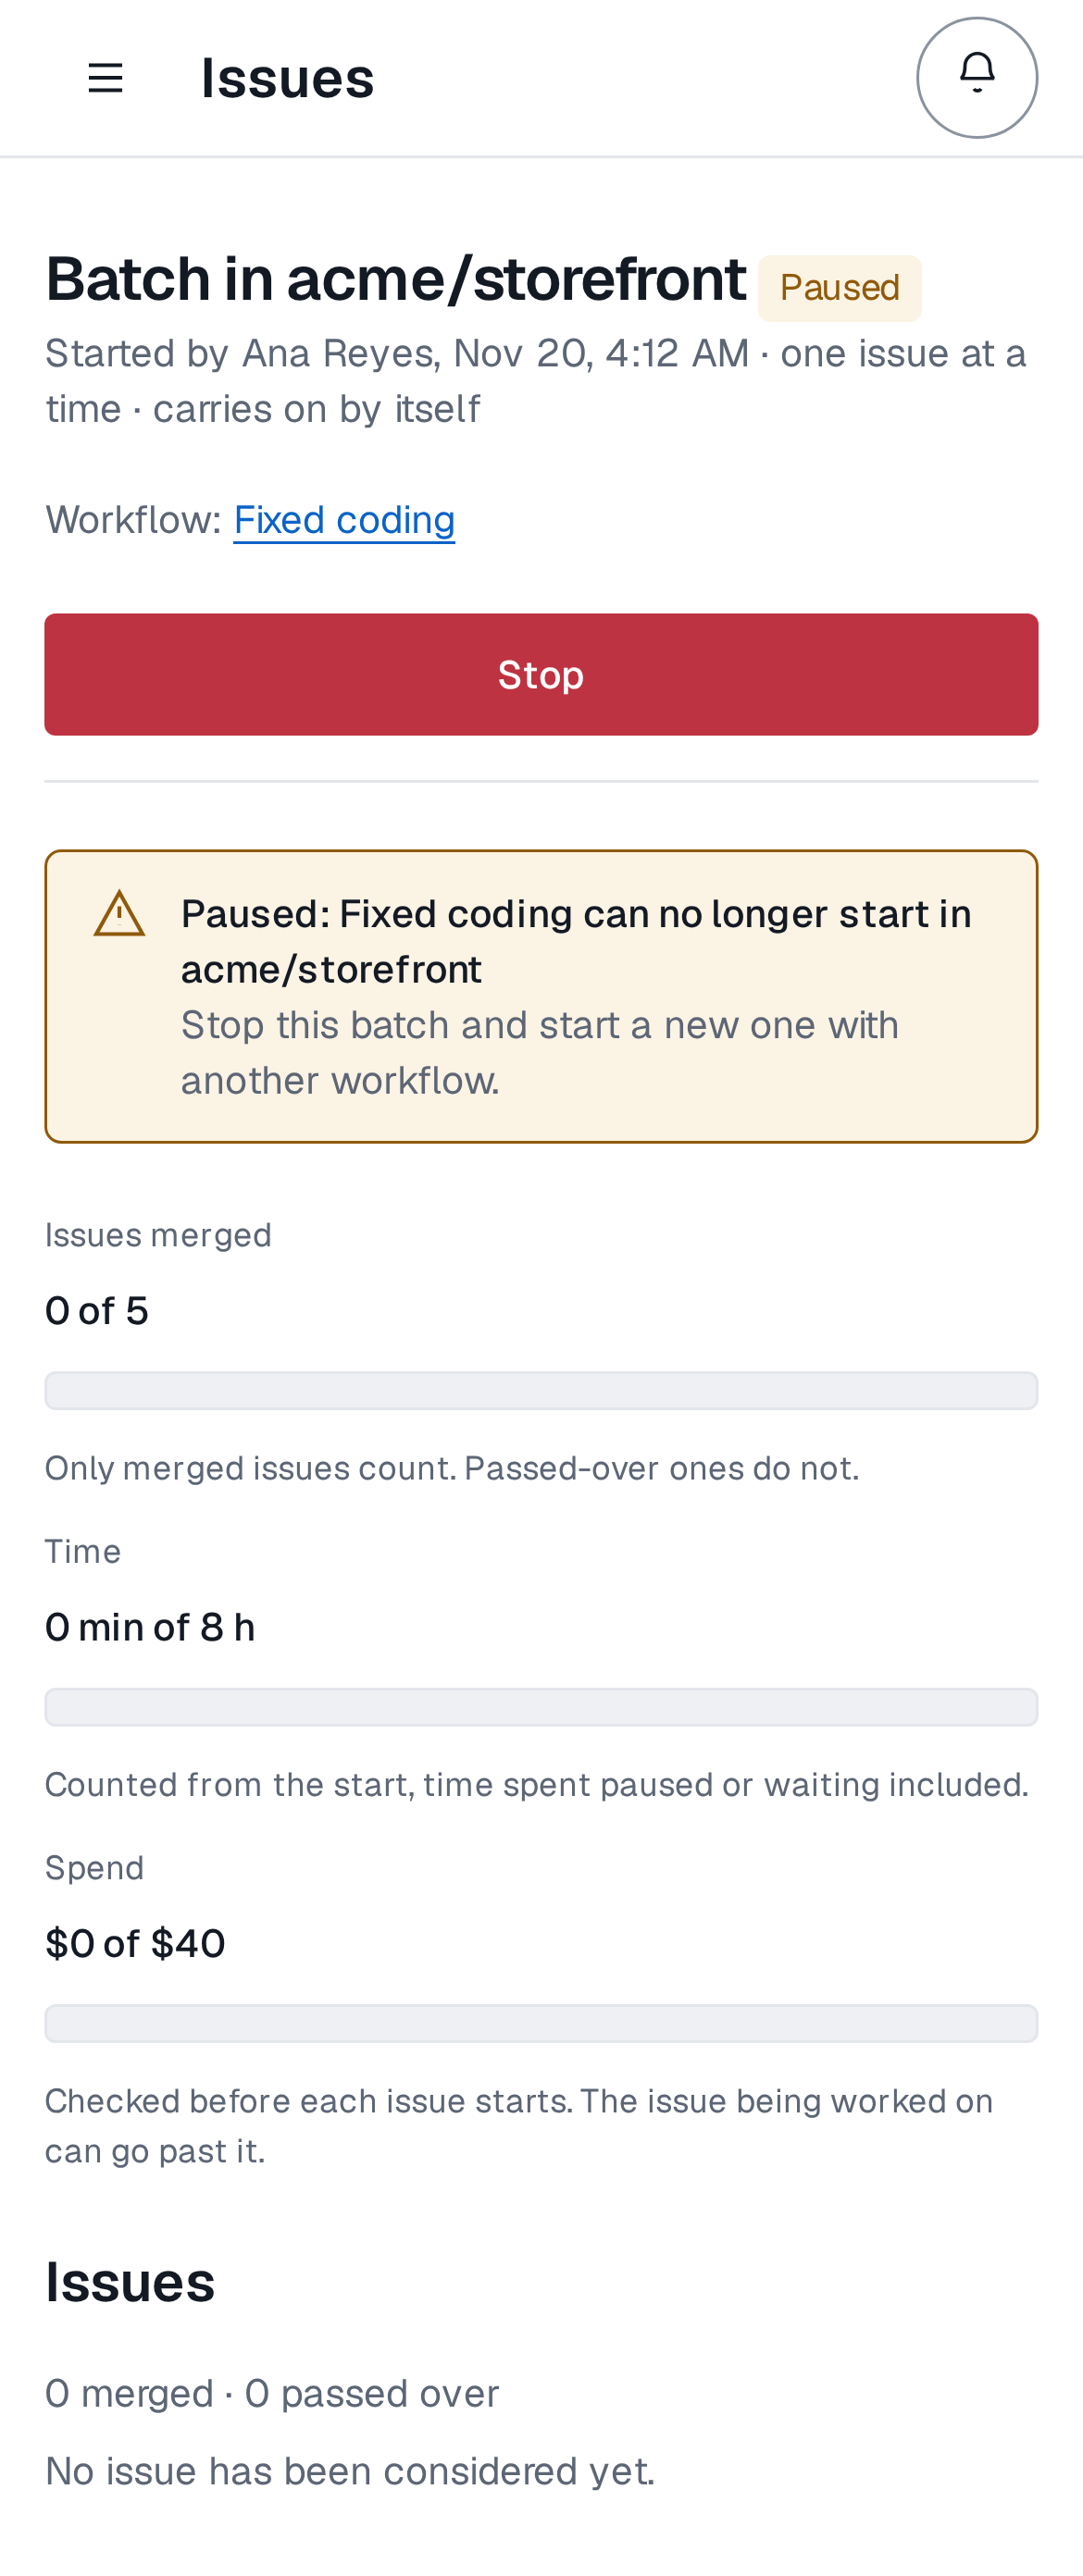 Issues
Batch in acme/storefront Paused
Started by Ana Reyes, Nov 20, 4:12 AM · one issue at a
time · carries on by itself
Workflow: Fixed coding
Stop
Paused: Fixed coding can no longer start in
acme/storefront
Stop this batch and start a new one with
another workflow.
Issues merged
0 of 5
Only merged issues count. Passed-over ones do not.
Time
0 min of 8 h
Counted from the start, time spent paused or waiting included.
Spend
$0 of $40
Checked before each issue starts. The issue being worked on
can go past it.
Issues
0 merged · 0 passed over
No issue has been considered yet.